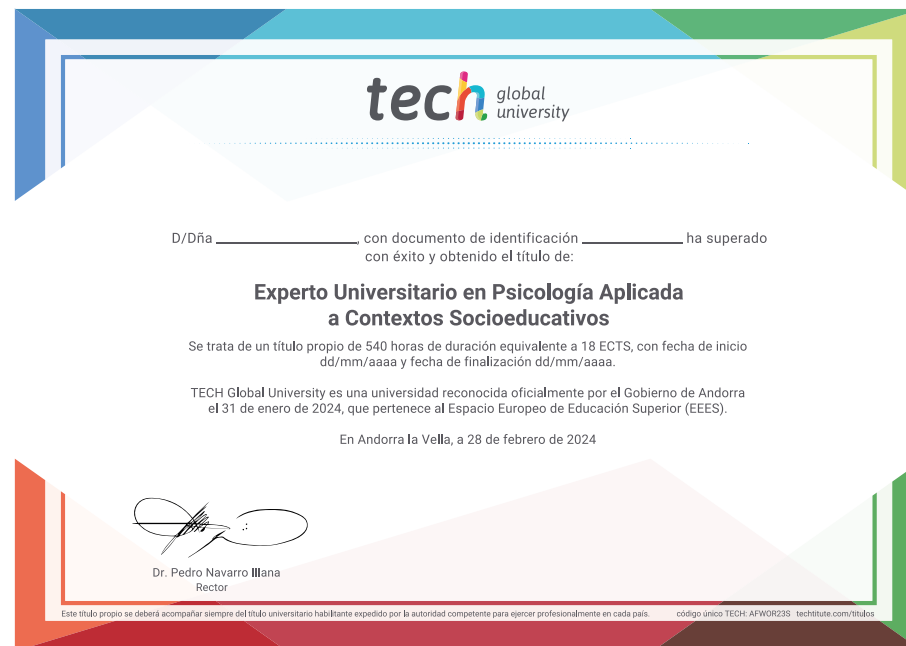 tech global university
D/Dña ____________________, con documento de identificación ______________ ha superado
con éxito y obtenido el título de:
Experto Universitario en Psicología Aplicada
a Contextos Socioeducativos
Se trata de un título propio de 540 horas de duración equivalente a 18 ECTS, con fecha de inicio
dd/mm/aaaa y fecha de finalización dd/mm/aaaa.
TECH Global University es una universidad reconocida oficialmente por el Gobierno de Andorra
el 31 de enero de 2024, que pertenece al Espacio Europeo de Educación Superior (EEES).
En Andorra la Vella, a 28 de febrero de 2024
Dr. Pedro Navarro Illana
Rector
Este título propio se deberá acompañar siempre del título universitario habilitante expedido por la autoridad competente para ejercer profesionalmente en cada país. código único TECH: AFWOR23S techtitute.com/titulos